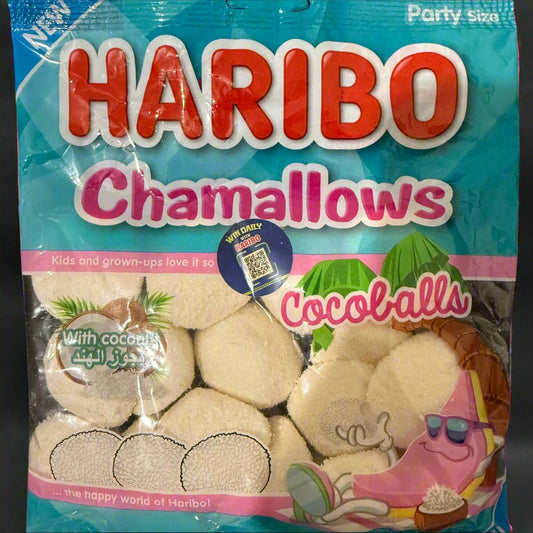 NEW
Party Size
HARIBO
Chamallows
WIN DAILY
WITH
HARIBO
Kids and grown-ups love it so
Cocoballs
With coconut
الهند
... the happy world of Haribo!